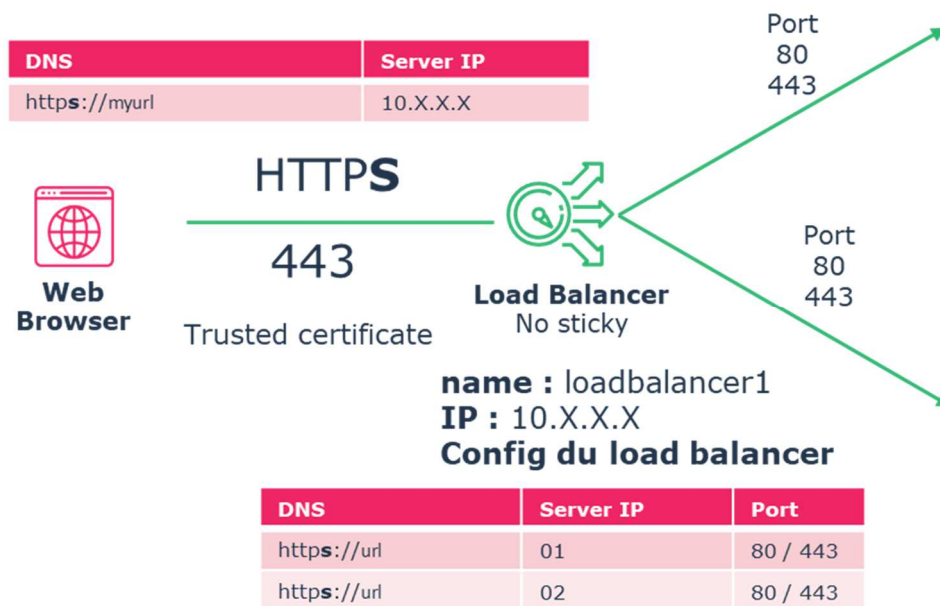 DNS Server IP
https://myurl 10.X.X.X
Port
80
443
HTTPS
443
Trusted certificate
Web
Browser
Load Balancer
No sticky
Port
80
443
name : loadbalancer1
IP : 10.X.X.X
Config du load balancer
DNS Server IP Port
https://url 01 80 / 443
https://url 02 80 / 443